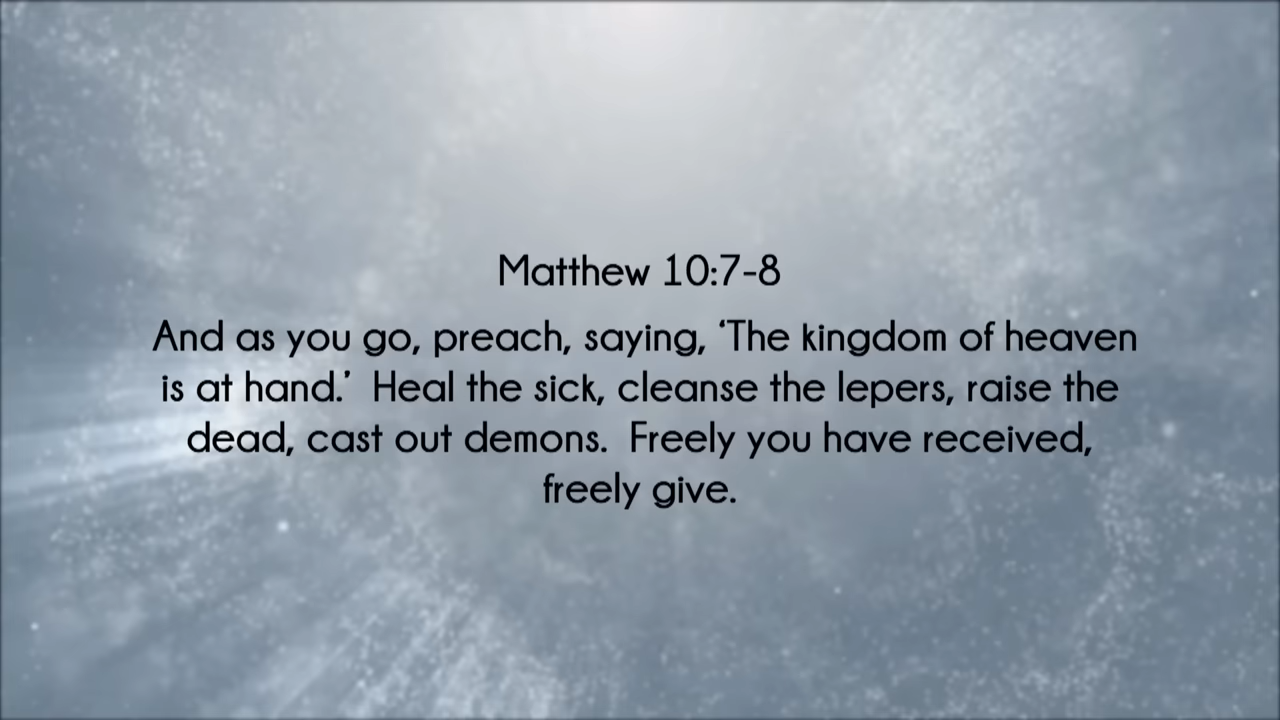 Matthew 10:7-8
And as you go, preach, saying, ‘The kingdom of heaven
is at hand.’  Heal the sick, cleanse the lepers, raise the
dead, cast out demons.  Freely you have received,
freely give.